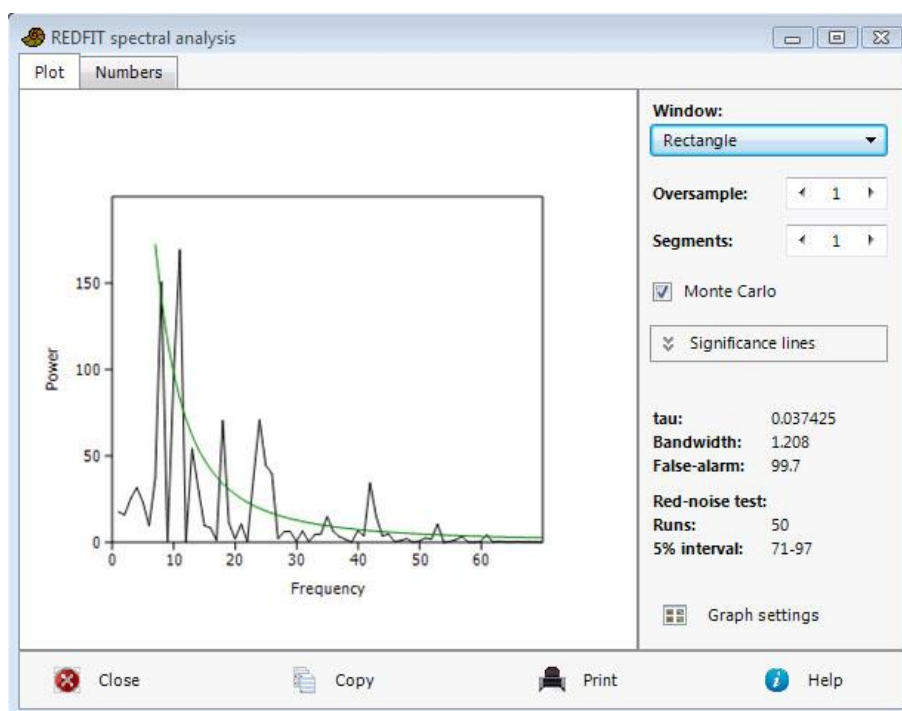 REDFIT spectral analysis
Plot Numbers
Window:
Rectangle
Oversample: 1
Segments: 1
Monte Carlo
Significance lines
tau: 0.037425
Bandwidth: 1.208
False-alarm: 99.7
Red-noise test:
Runs: 50
5% interval: 71-97
Graph settings
Power
150
100
50
0
0 10 20 30 40 50 60
Frequency
Close Copy Print Help